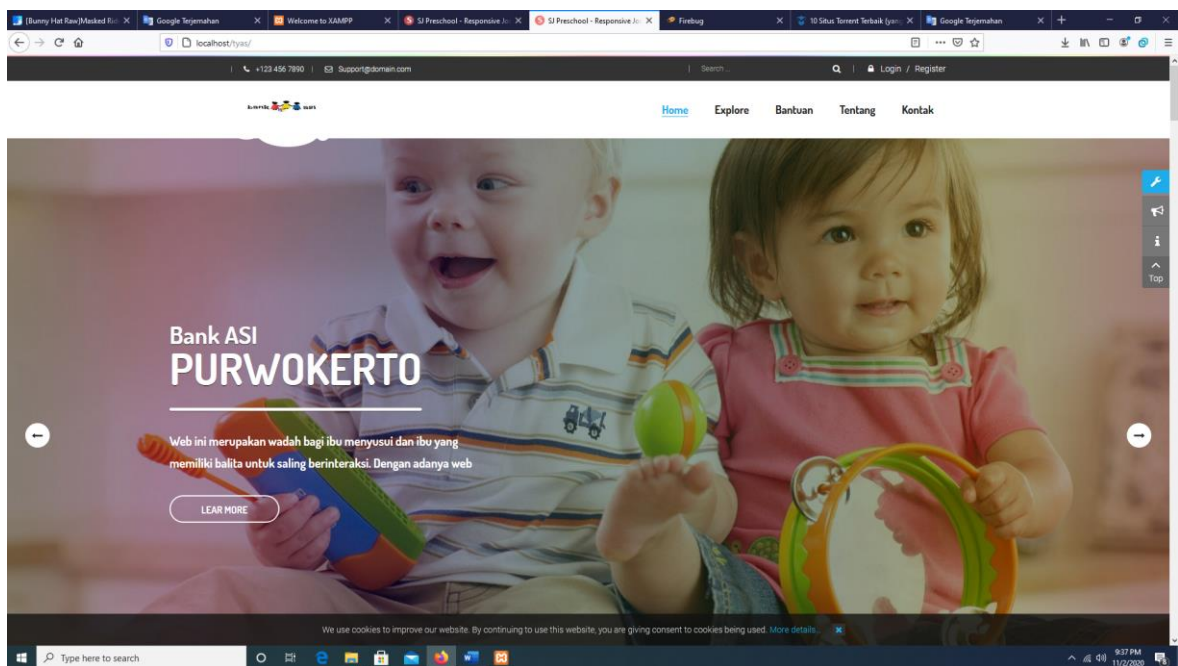 (Bunny Hat Raw)Masked Rid
Google Terjemahan
Welcome to XAMPP
SJ Preschool - Responsive Jo
SJ Preschool - Responsive Jo
Firebug
10 Situs Torrent Terbaik (yang
Google Terjemahan
localhost/tyas/
+123 456 7890
Support@domain.com
Search ...
Login / Register
bank asi
Home
Explore
Bantuan
Tentang
Kontak
Top
Bank ASI
PURWOKERTO
Web ini merupakan wadah bagi ibu menyusui dan ibu yang
memiliki balita untuk saling berinteraksi. Dengan adanya web
LEAR MORE
We use cookies to improve our website. By continuing to use this website, you are giving consent to cookies being used. More details…
Type here to search
9:37 PM
11/2/2020